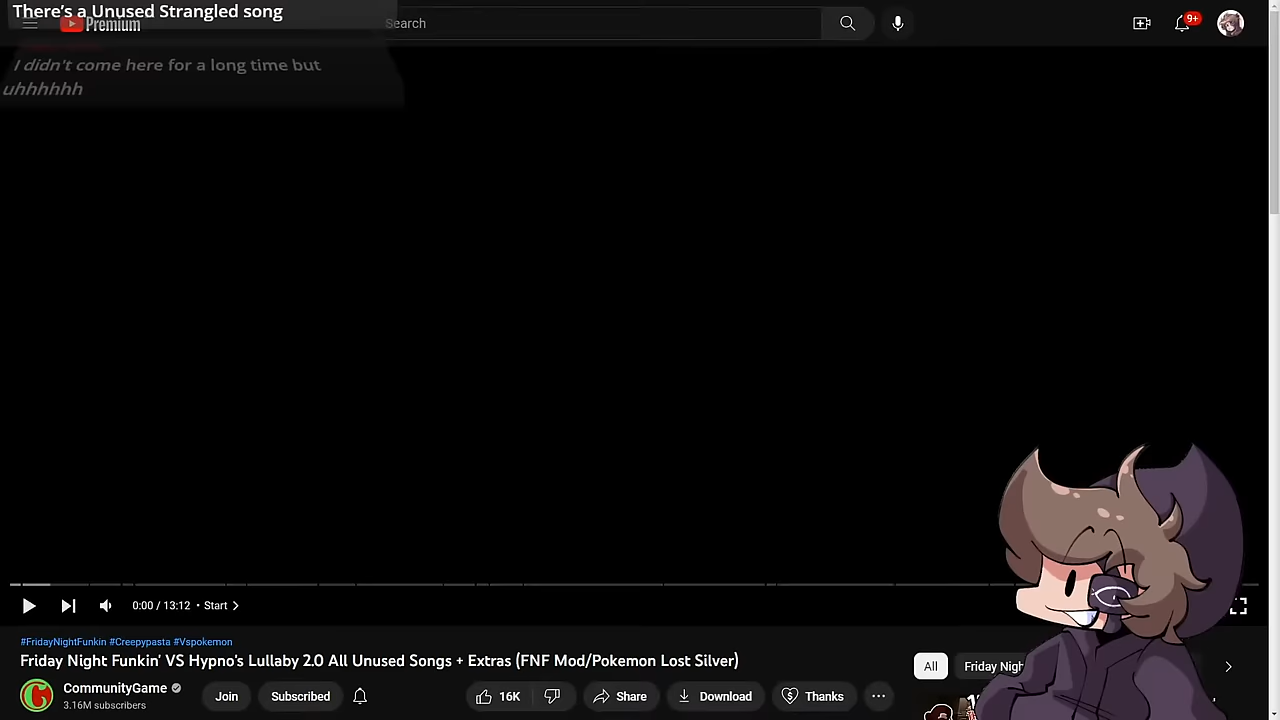 There's a Unused Strangled song
Premium
Search
9+
I didn't come here for a long time but
uhhhhhh
0:00 / 13:12 • Start
#FridayNightFunkin #Creepypasta #Vspokemon
Friday Night Funkin' VS Hypno's Lullaby 2.0 All Unused Songs + Extras (FNF Mod/Pokemon Lost Silver)
All
Friday Nigh
CommunityGame
3.16M subscribers
Join
Subscribed
16K
Share
Download
Thanks